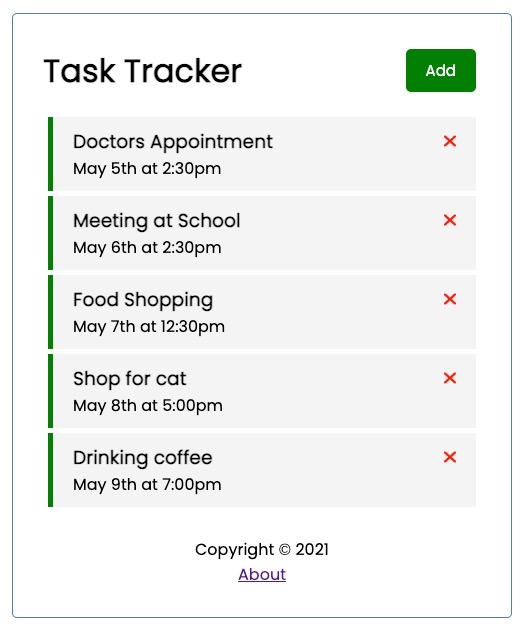 Task Tracker
Add
Doctors Appointment
May 5th at 2:30pm
Meeting at School
May 6th at 2:30pm
Food Shopping
May 7th at 12:30pm
Shop for cat
May 8th at 5:00pm
Drinking coffee
May 9th at 7:00pm
Copyright © 2021
About